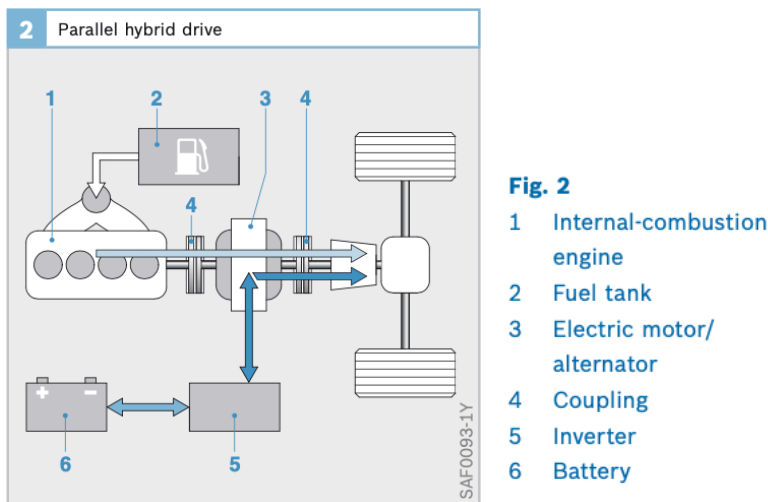 2 Parallel hybrid drive
1 2 3 4
4
+ −
6 5
SAF0093-1Y
Fig. 2
1 Internal-combustion
engine
2 Fuel tank
3 Electric motor/
alternator
4 Coupling
5 Inverter
6 Battery